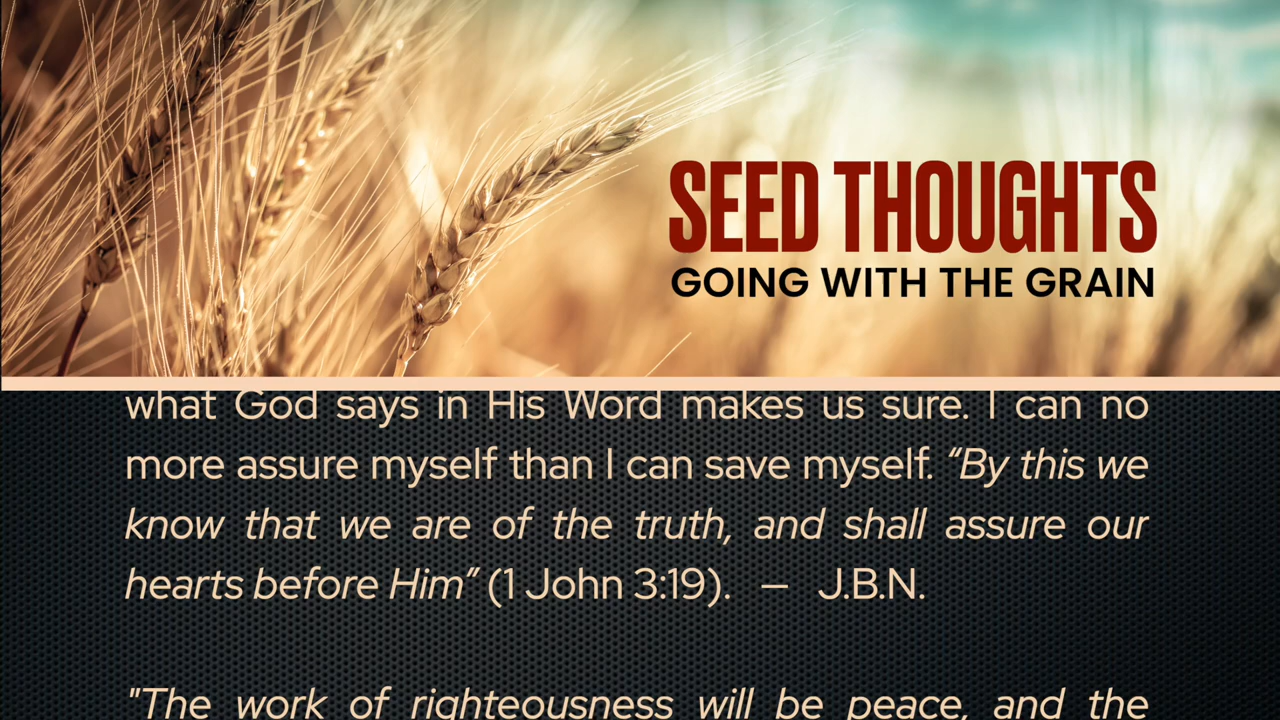 SEED THOUGHTS
GOING WITH THE GRAIN
what God says in His Word makes us sure. I can no
more assure myself than I can save myself. “By this we
know that we are of the truth, and shall assure our
hearts before Him” (1 John 3:19). – J.B.N.
"The work of righteousness will be peace, and the